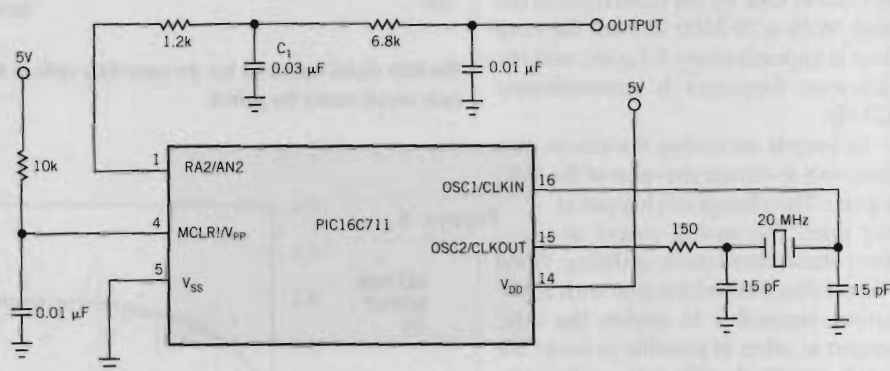 1.2k
C1
0.03 µF
6.8k
0.01 µF
OUTPUT
5V
10k
0.01 µF
1
RA2/AN2
4
MCLR!/VPP
5
VSS
PIC16C711
OSC1/CLKIN
16
OSC2/CLKOUT
15
VDD
14
5V
150
20 MHz
15 pF
15 pF